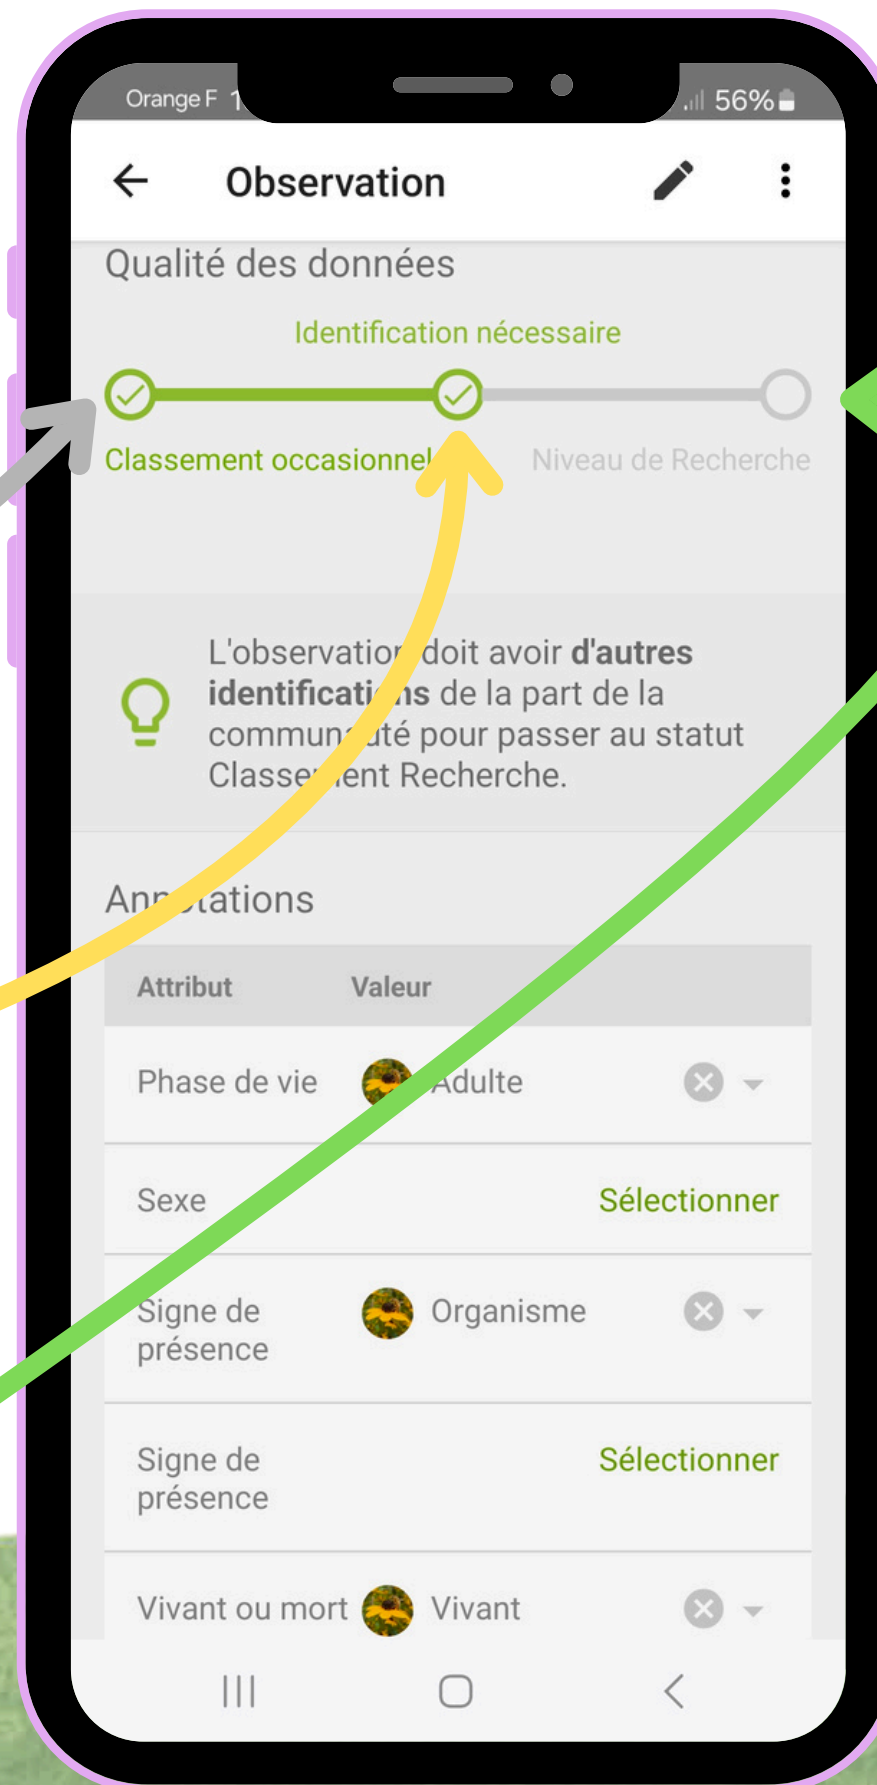 Orange F
56%
Observation
Qualité des données
Identification nécessaire
Classement occasionnel
Niveau de Recherche
L'observation doit avoir d'autres
identifications de la part de la
communauté pour passer au statut
Classement Recherche.
Annotations
Attribut Valeur
Phase de vie Adulte
Sexe Sélectionner
Signe de présence Organisme
Signe de présence Sélectionner
Vivant ou mort Vivant